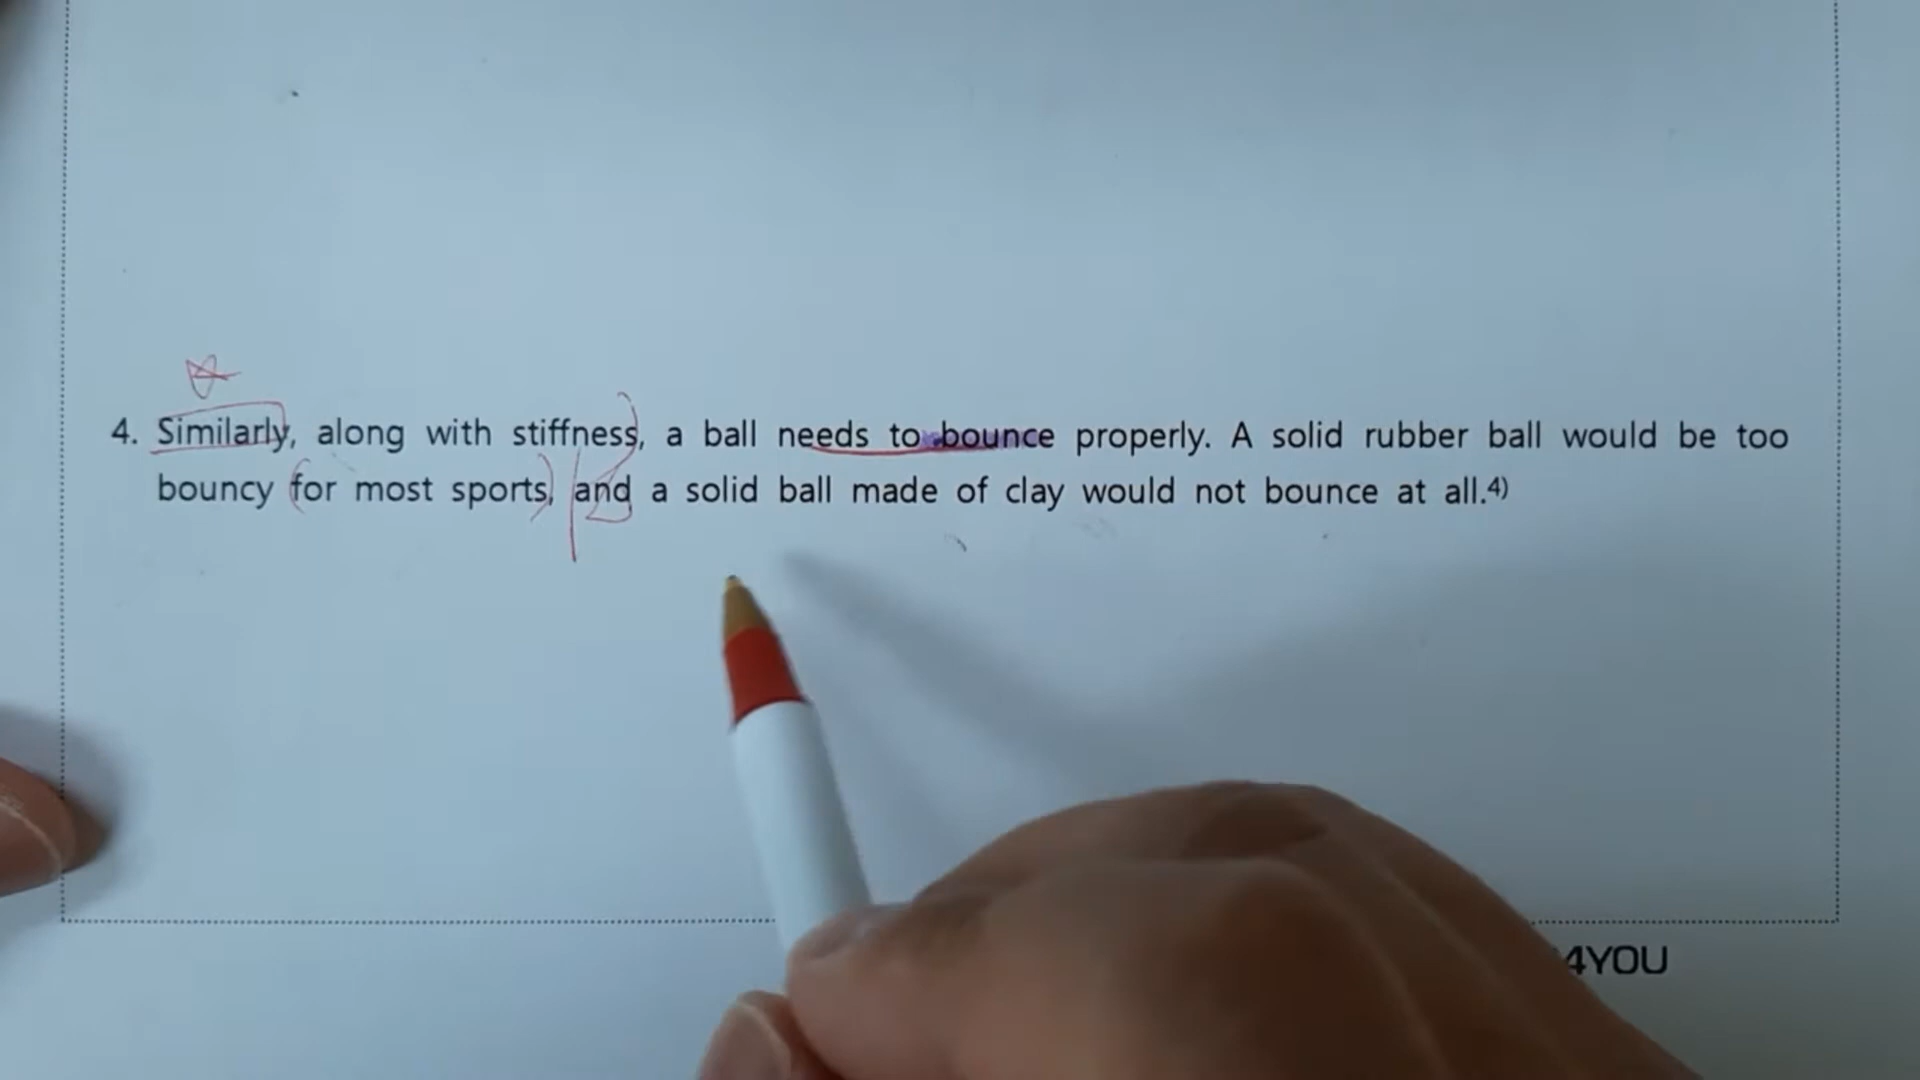 4. Similarly, along with stiffness, a ball needs to bounce properly. A solid rubber ball would be too
bouncy for most sports, and a solid ball made of clay would not bounce at all.4)
4YOU